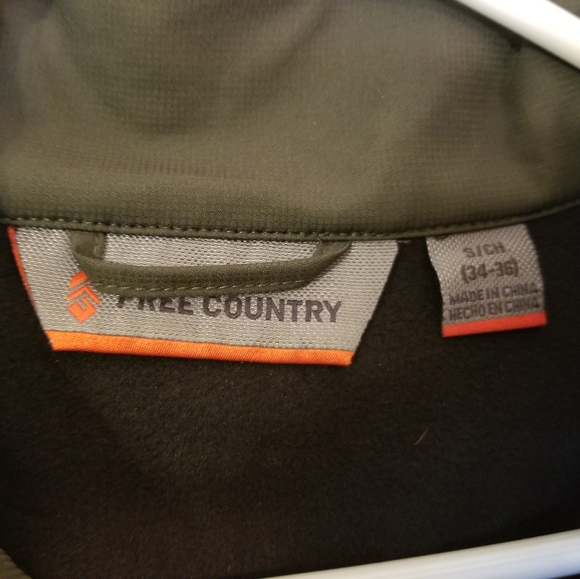 FREE COUNTRY
S/CH
(34-36)
MADE IN CHINA
HECHO EN CHINA